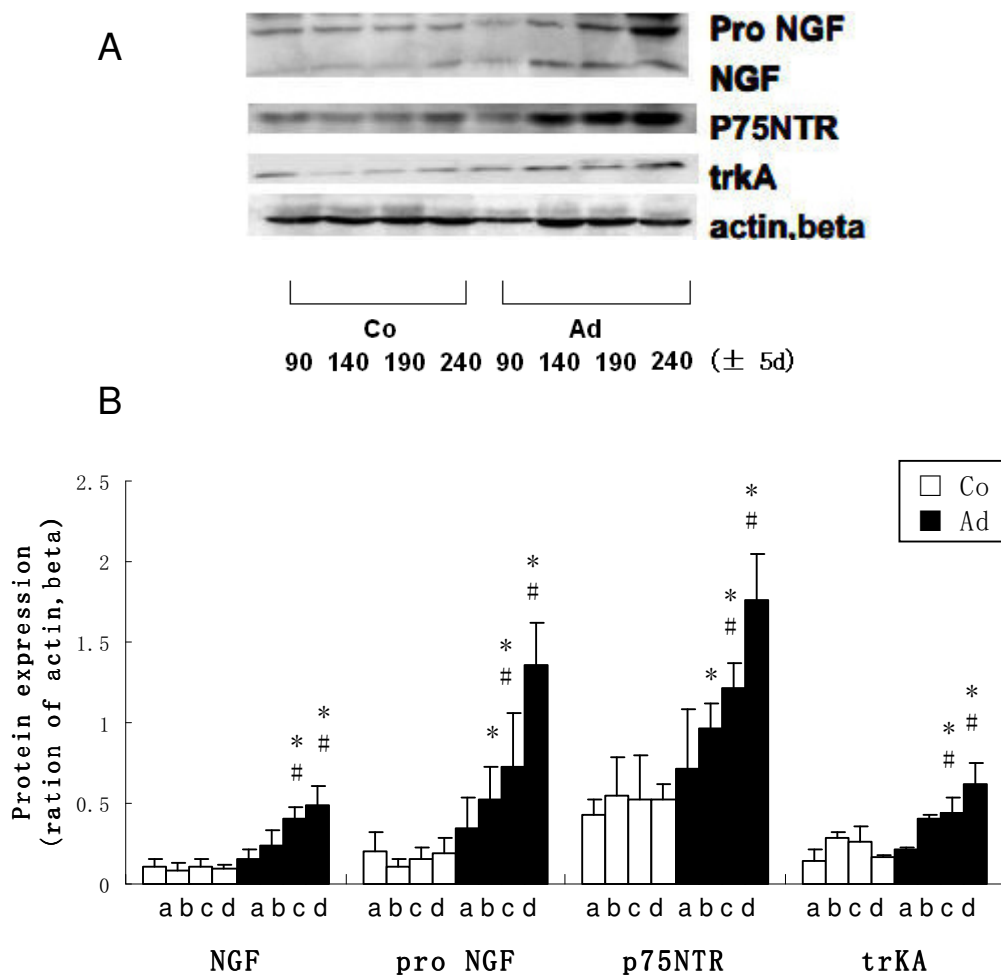 A
Pro NGF
NGF
P75NTR
trkA
actin,beta
Co Ad
90 140 190 240 90 140 190 240 (± 5d)
B
Protein expression
(ration of actin,beta)
2.5
2
1.5
1
0.5
0
Co
Ad
* # * #
* * # * #
* * # * #
* # * #
a b c d a b c d a b c d a b c d a b c d a b c d a b c d a b c d
NGF pro NGF p75NTR trKA